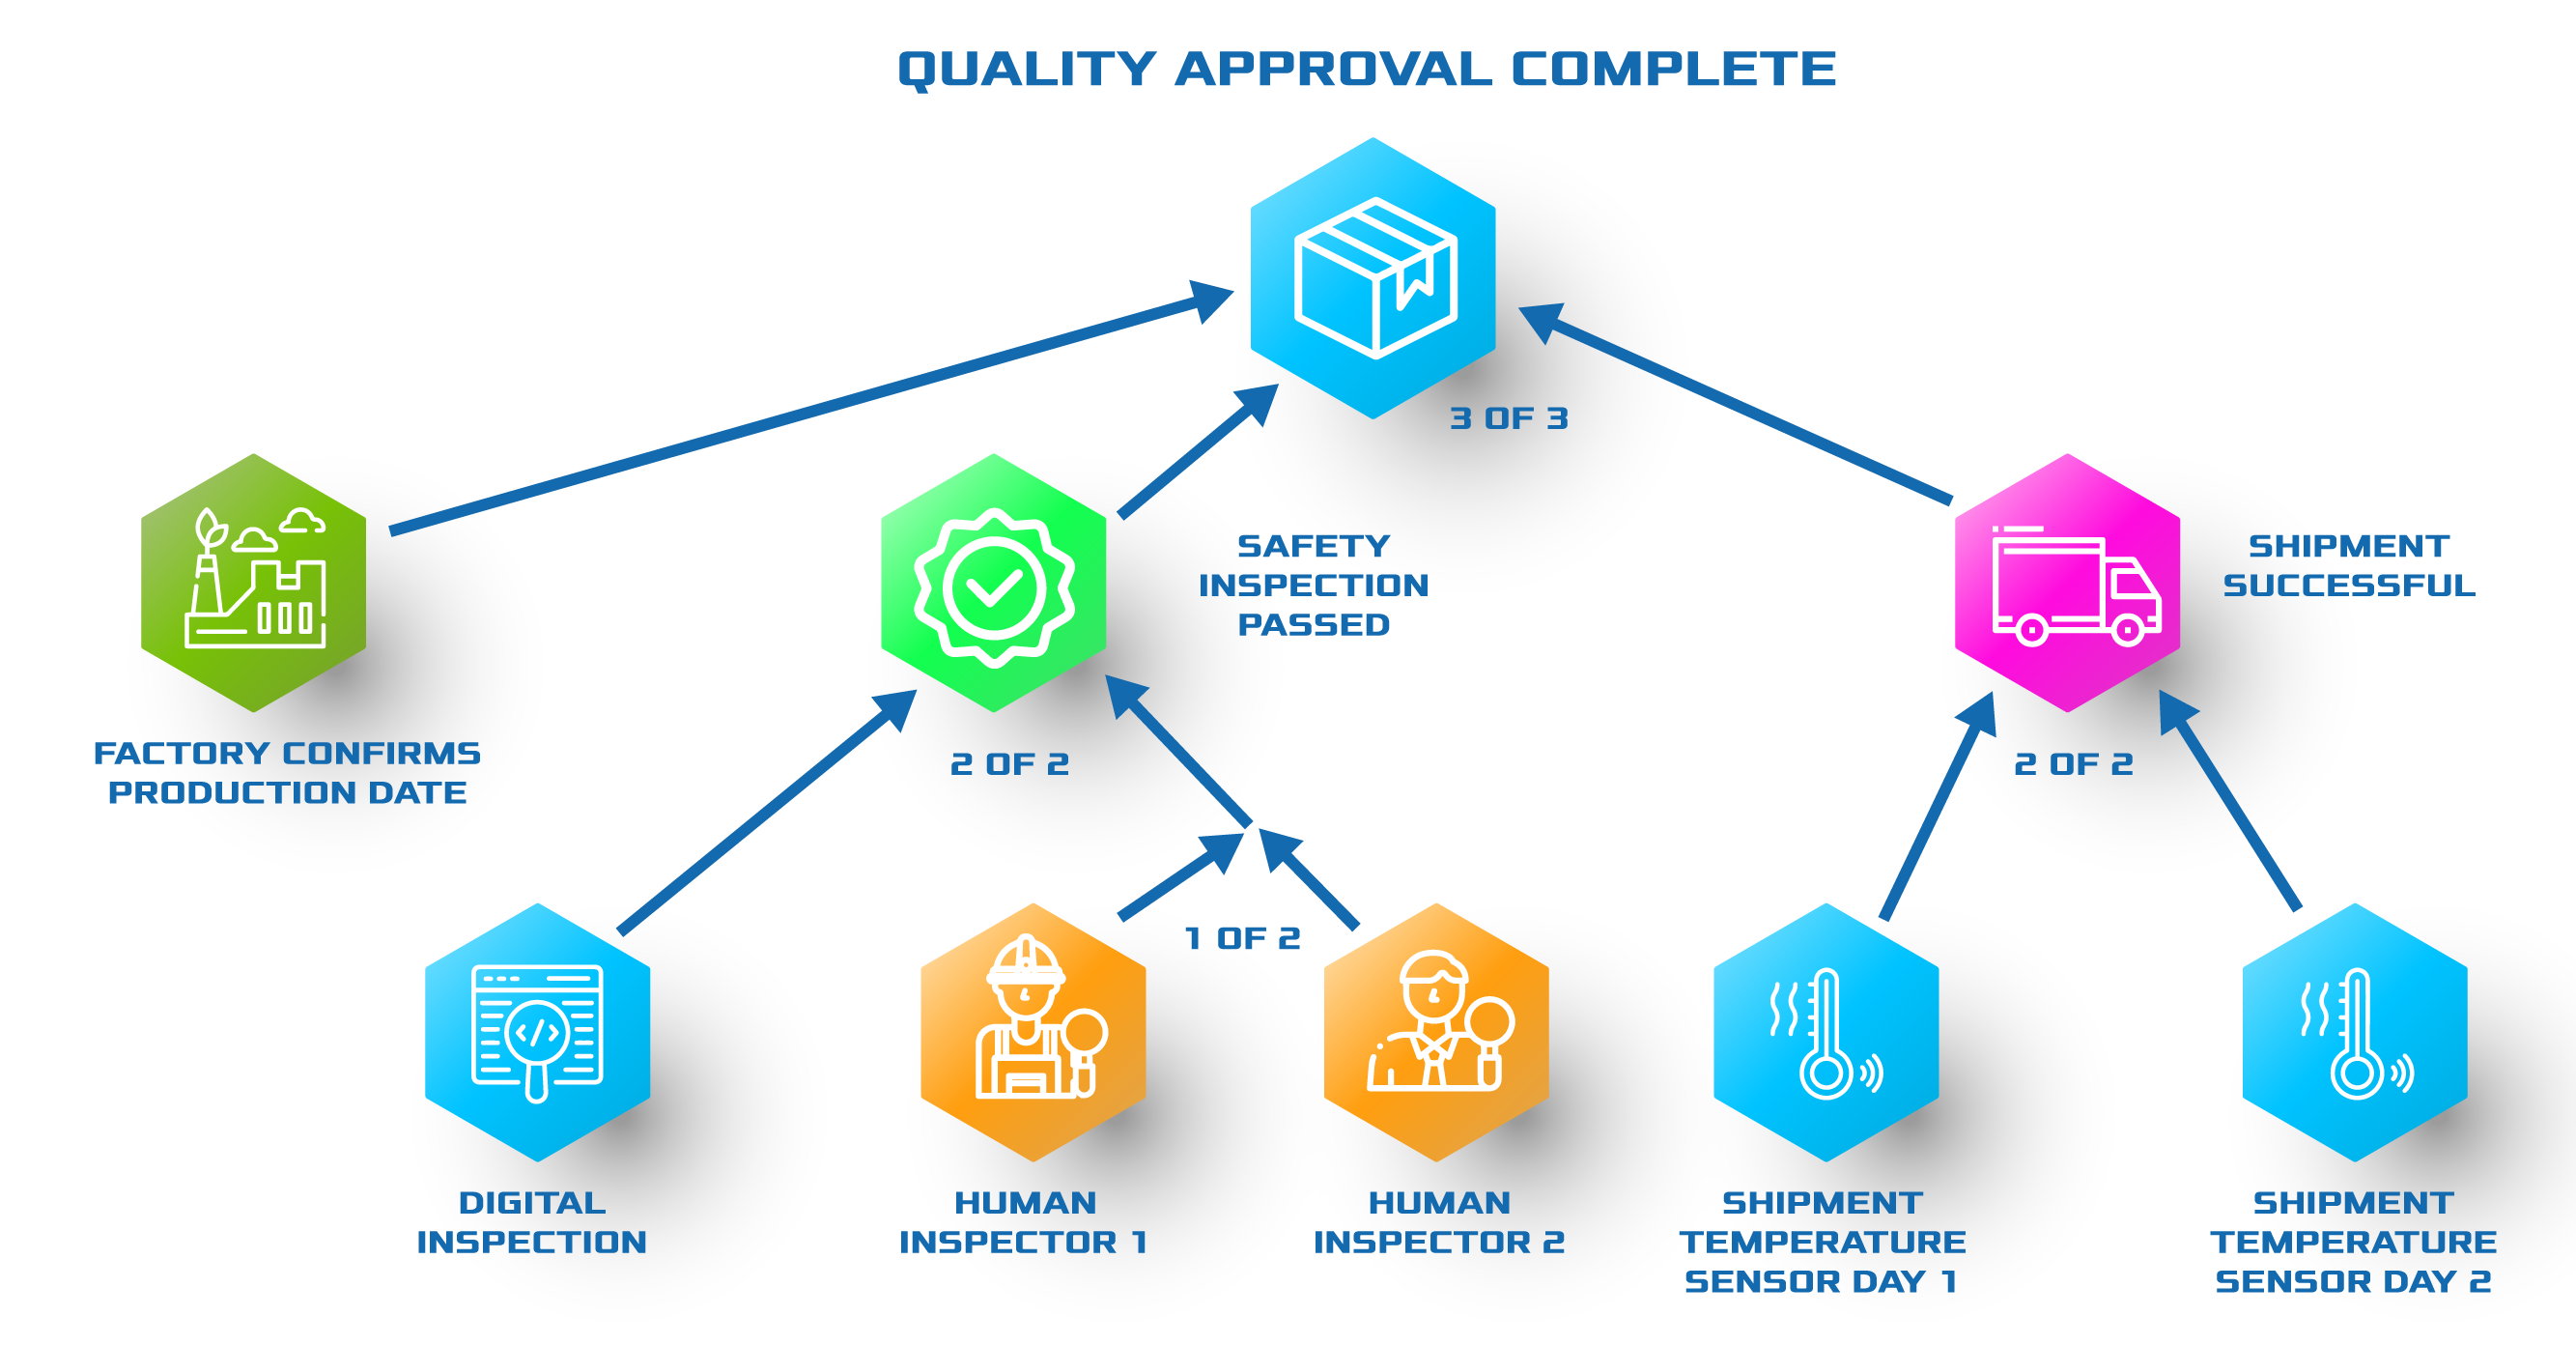 QUALITY APPROVAL COMPLETE
3 OF 3
SAFETY
INSPECTION
PASSED
SHIPMENT
SUCCESSFUL
FACTORY CONFIRMS
PRODUCTION DATE
2 OF 2
2 OF 2
1 OF 2
DIGITAL
INSPECTION
HUMAN
INSPECTOR 1
HUMAN
INSPECTOR 2
SHIPMENT
TEMPERATURE
SENSOR DAY 1
SHIPMENT
TEMPERATURE
SENSOR DAY 2